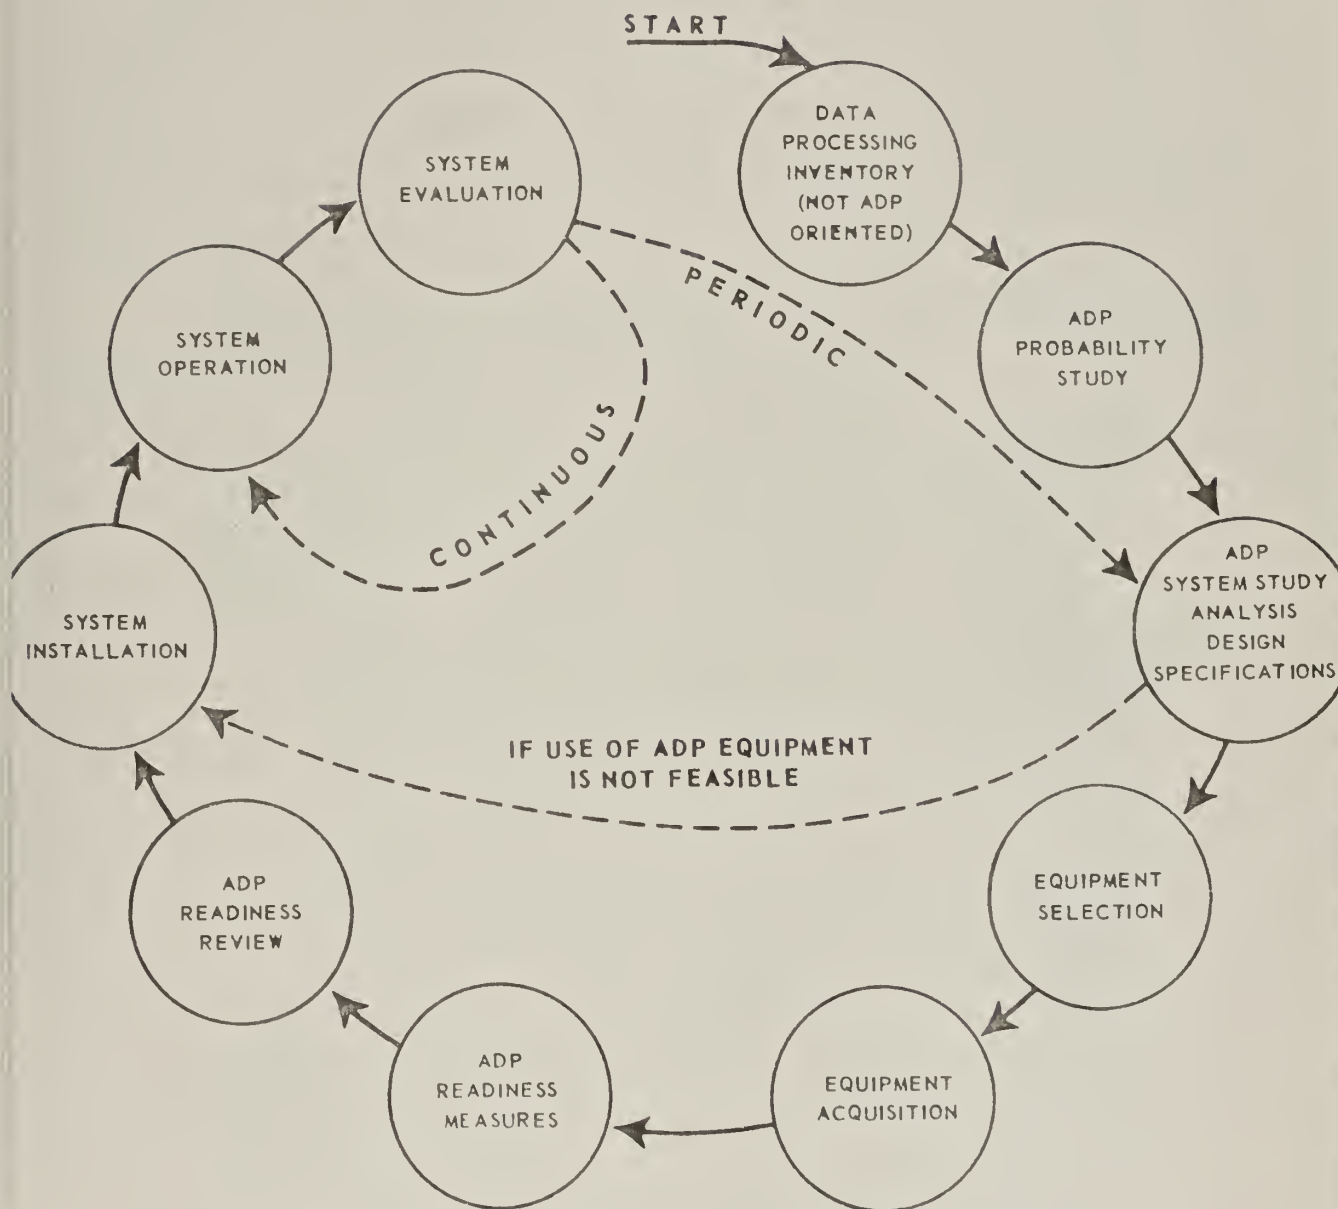 START
DATA
PROCESSING
INVENTORY
(NOT ADP
ORIENTED)
ADP
PROBABILITY
STUDY
ADP
SYSTEM STUDY
ANALYSIS
DESIGN
SPECIFICATIONS
EQUIPMENT
SELECTION
EQUIPMENT
ACQUISITION
ADP
READINESS
MEASURES
ADP
READINESS
REVIEW
SYSTEM
INSTALLATION
SYSTEM
OPERATION
SYSTEM
EVALUATION
PERIODIC
CONTINUOUS
IF USE OF ADP EQUIPMENT
IS NOT FEASIBLE